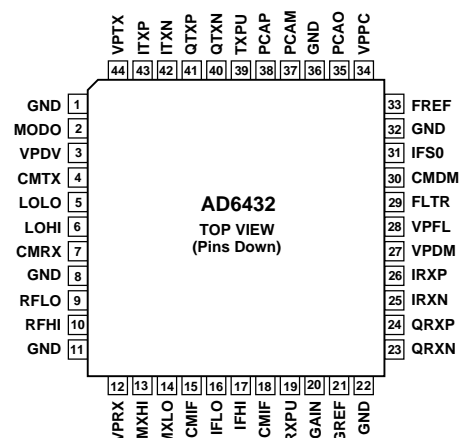 VPTX ITXP ITXN QTXP QTXN TXPU PCAP PCAM GND PCAO VPPC
44 43 42 41 40 39 38 37 36 35 34
GND 1
MODO 2
VPDV 3
CMTX 4
LOLO 5
LOHI 6
CMRX 7
GND 8
RFLO 9
RFHI 10
GND 11
AD6432
TOP VIEW
(Pins Down)
33 FREF
32 GND
31 IFS0
30 CMDM
29 FLTR
28 VPFL
27 VPDM
26 IRXP
25 IRXN
24 QRXP
23 QRXN
12 13 14 15 16 17 18 19 20 21 22
VPRX MXHI MXLO CMIF IFLO IFHI CMIF RXPU GAIN GREF GND